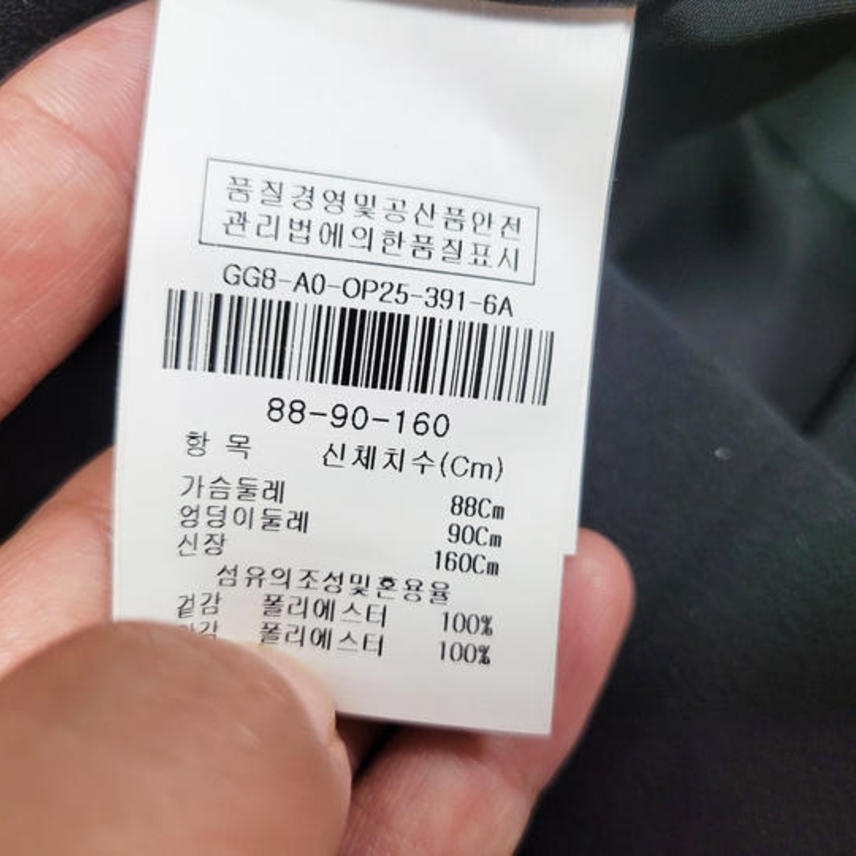 품질경영및공산품안전
관리법에의한품질표시
GG8-A0-OP25-391-6A
88-90-160
항 목 신체치수(Cm)
가슴둘레 88Cm
엉덩이둘레 90Cm
신장 160Cm
섬유의조성및혼용율
겉감 폴리에스터 100%
폴리에스터 100%